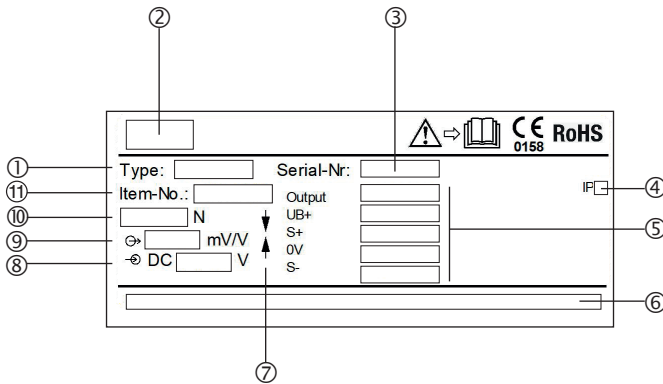 ② ③
CE 0158 RoHS
① Type: Serial-Nr:
IP ④
⑪ Item-No.: Output
⑩ N UB+
⑨ mV/V S+ ⑤
0V
⑧ DC V S-
⑥
⑦